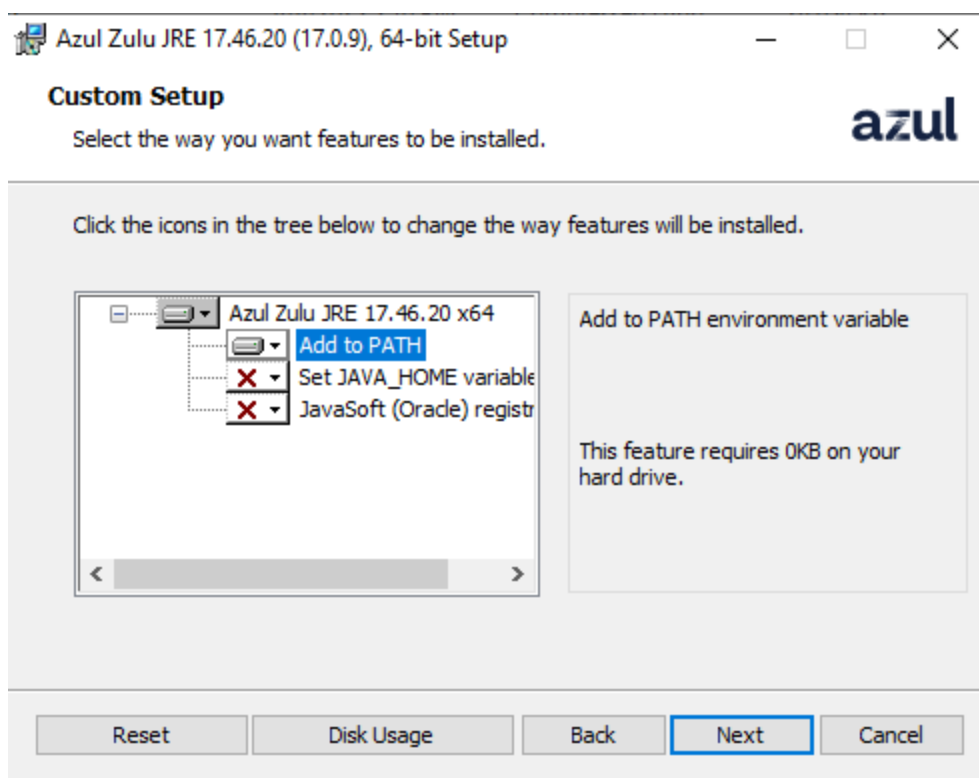 Azul Zulu JRE 17.46.20 (17.0.9), 64-bit Setup
Custom Setup
azul
Select the way you want features to be installed.
Click the icons in the tree below to change the way features will be installed.
Azul Zulu JRE 17.46.20 x64
Add to PATH
Set JAVA_HOME variable
JavaSoft (Oracle) registr
Add to PATH environment variable
This feature requires 0KB on your
hard drive.
Reset
Disk Usage
Back
Next
Cancel